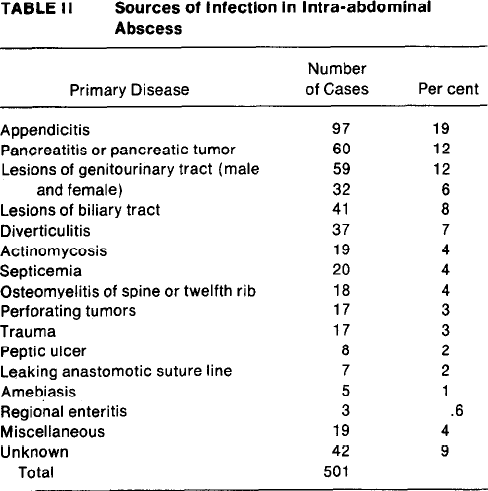 TABLE II Sources of Infection in Intra-abdominal
Abscess
Number
Primary Disease of Cases Per cent
Appendicitis 97 19
Pancreatitis or pancreatic tumor 60 12
Lesions of genitourinary tract (male 59 12
and female) 32 6
Lesions of biliary tract 41 8
Diverticulitis 37 7
Actinomycosis 19 4
Septicemia 20 4
Osteomyelitis of spine or twelfth rib 18 4
Perforating tumors 17 3
Trauma 17 3
Peptic ulcer 8 2
Leaking anastomotic suture line 7 2
Amebiasis 5 1
Regional enteritis 3 .6
Miscellaneous 19 4
Unknown 42 9
Total 501